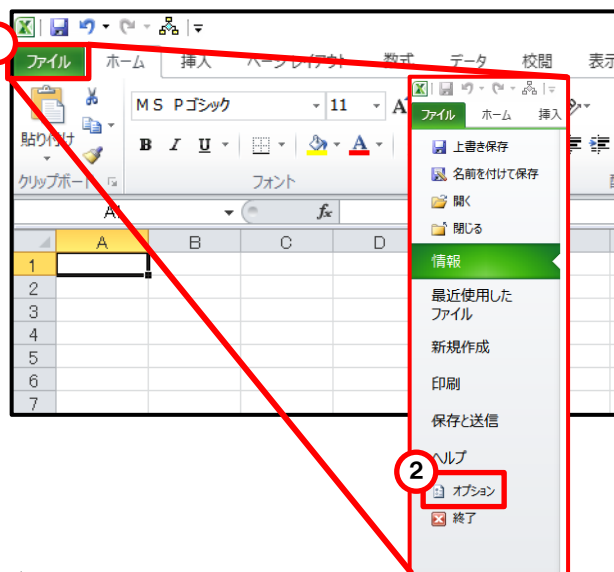 ファイル ホーム 挿入 ページレイアウト 数式 データ 校閲 表示
貼り付け
MS Pゴシック 11 A
B I U A
クリップボード フォント
A1 fx
A B C D
1
2
3
4
5
6
7
ファイル ホーム 挿入
上書き保存
名前を付けて保存
開く
閉じる
情報
最近使用した
ファイル
新規作成
印刷
保存と送信
ヘルプ
2
オプション
終了